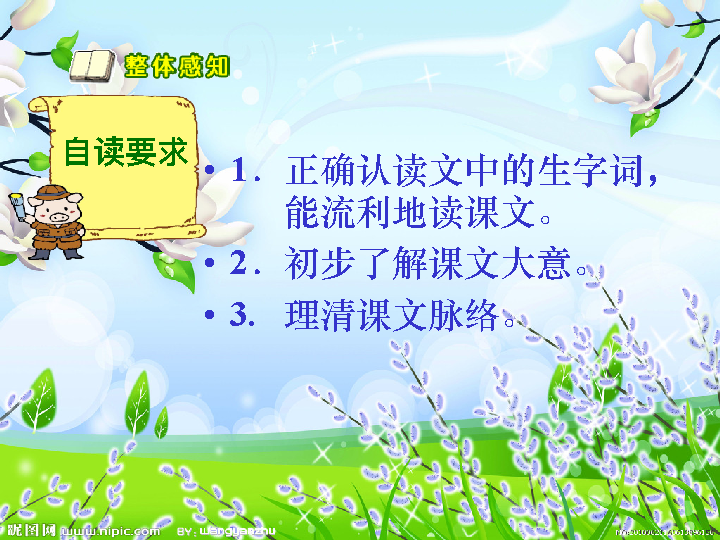 整体感知
自读要求
• 1. 正确认读文中的生字词，
能流利地读课文。
• 2. 初步了解课文大意。
• 3. 理清课文脉络。
昵图网 www.nipic.com BY: wangyanzhu